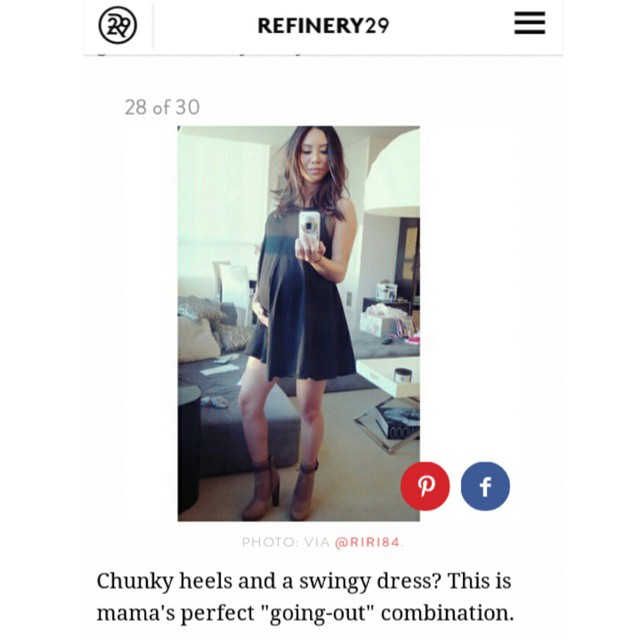 29
REFINERY29
28 of 30
PHOTO: VIA @RIRI84.
Chunky heels and a swingy dress? This is
mama's perfect "going-out" combination.